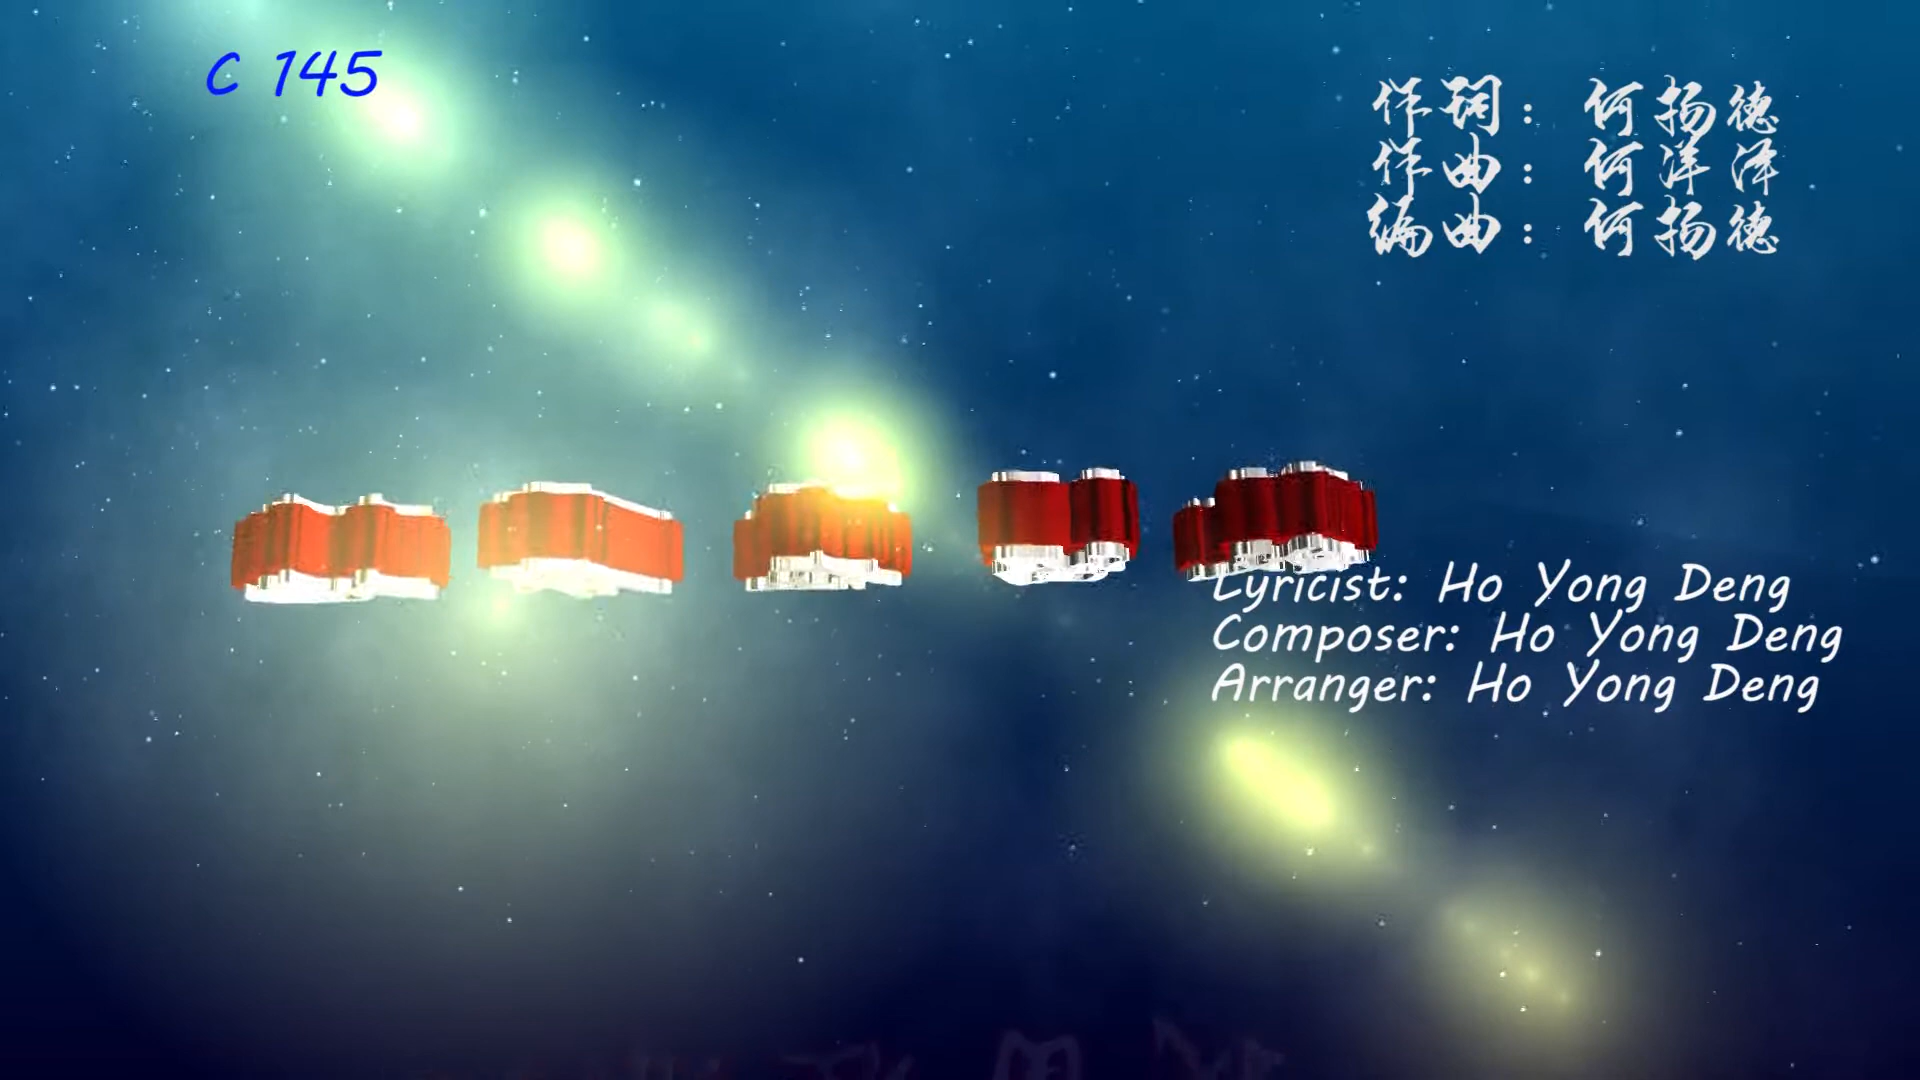 C 145
作词：何扬德
作曲：何洋泽
编曲：何扬德
Lyricist: Ho Yong Deng
Composer: Ho Yong Deng
Arranger: Ho Yong Deng